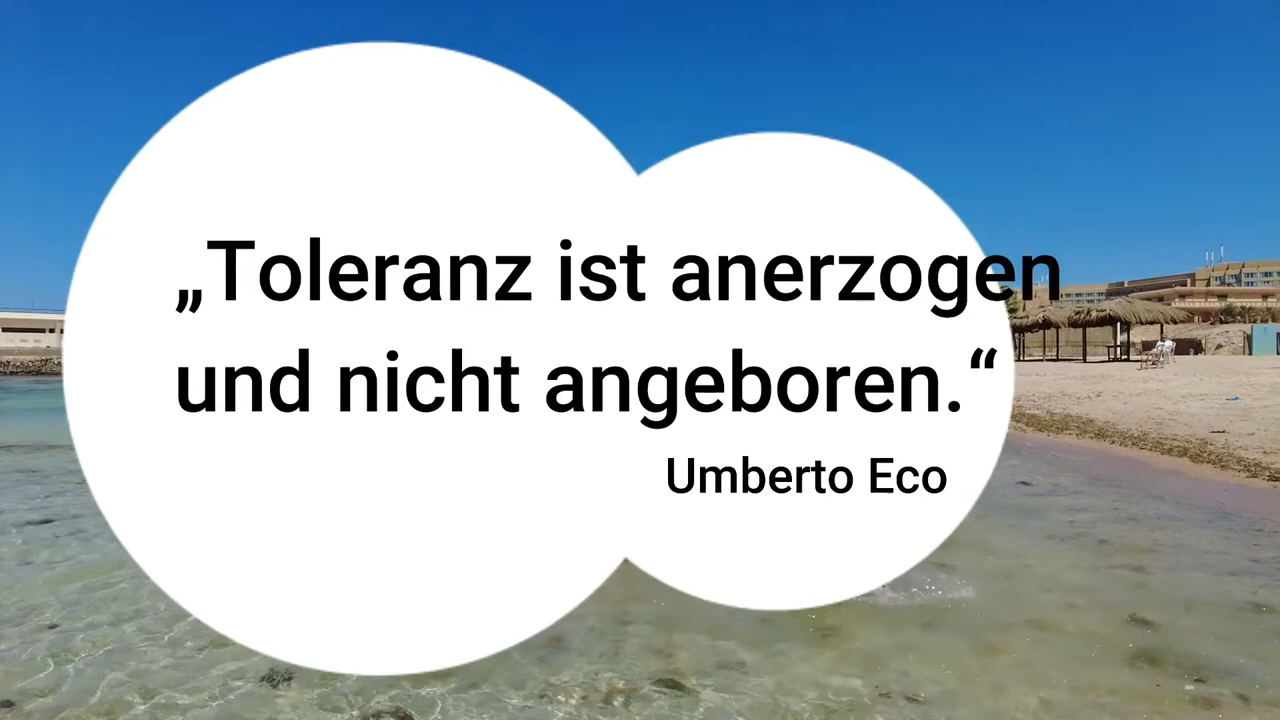 „Toleranz ist anerzogen
und nicht angeboren.“
Umberto Eco